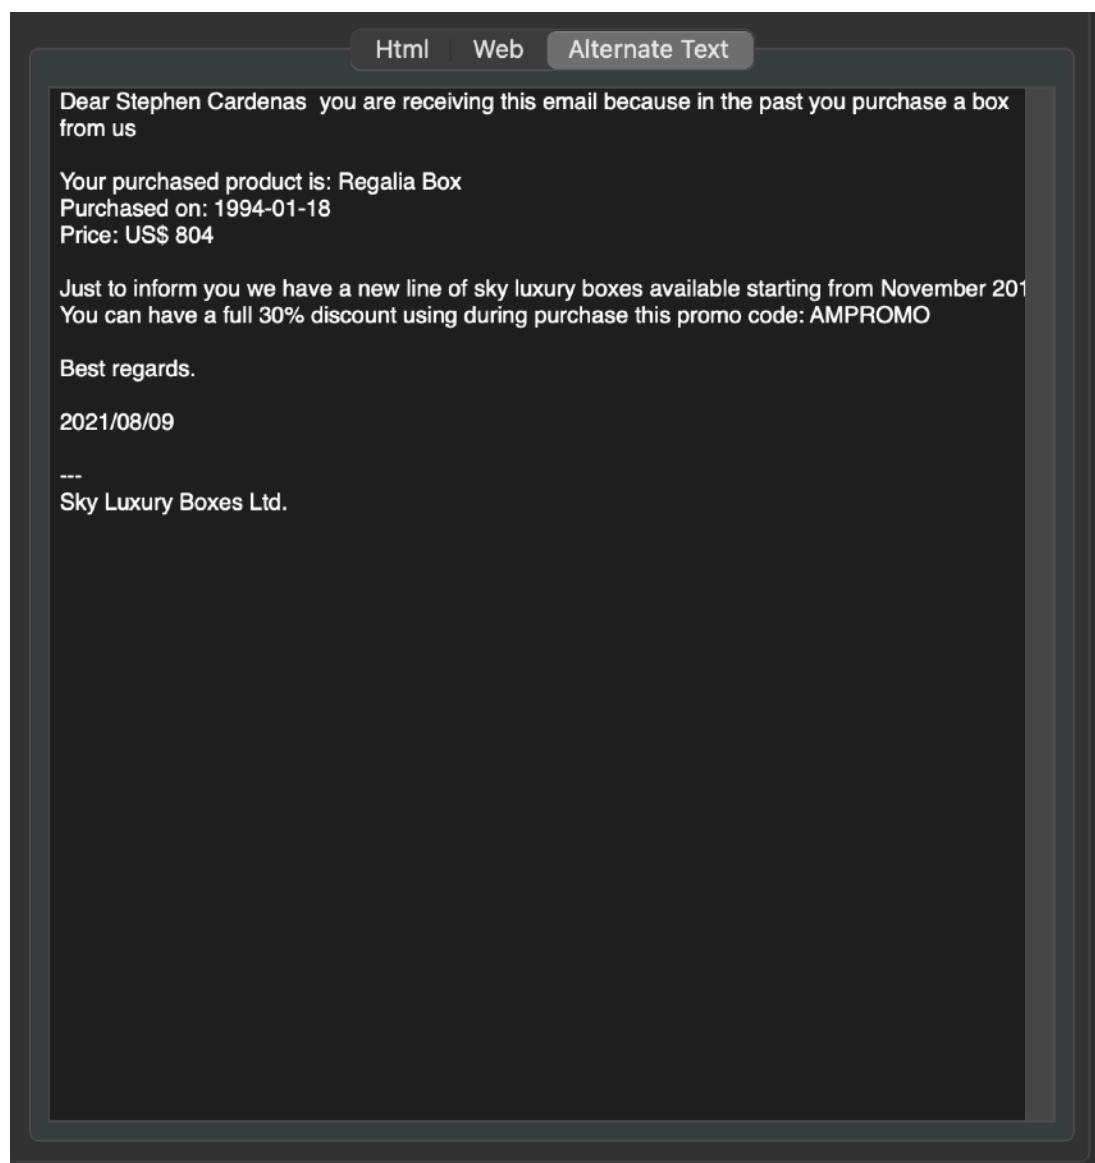 Html Web Alternate Text
Dear Stephen Cardenas  you are receiving this email because in the past you purchase a box
from us
Your purchased product is: Regalia Box
Purchased on: 1994-01-18
Price: US$ 804
Just to inform you we have a new line of sky luxury boxes available starting from November 201
You can have a full 30% discount using during purchase this promo code: AMPROMO
Best regards.
2021/08/09
---
Sky Luxury Boxes Ltd.